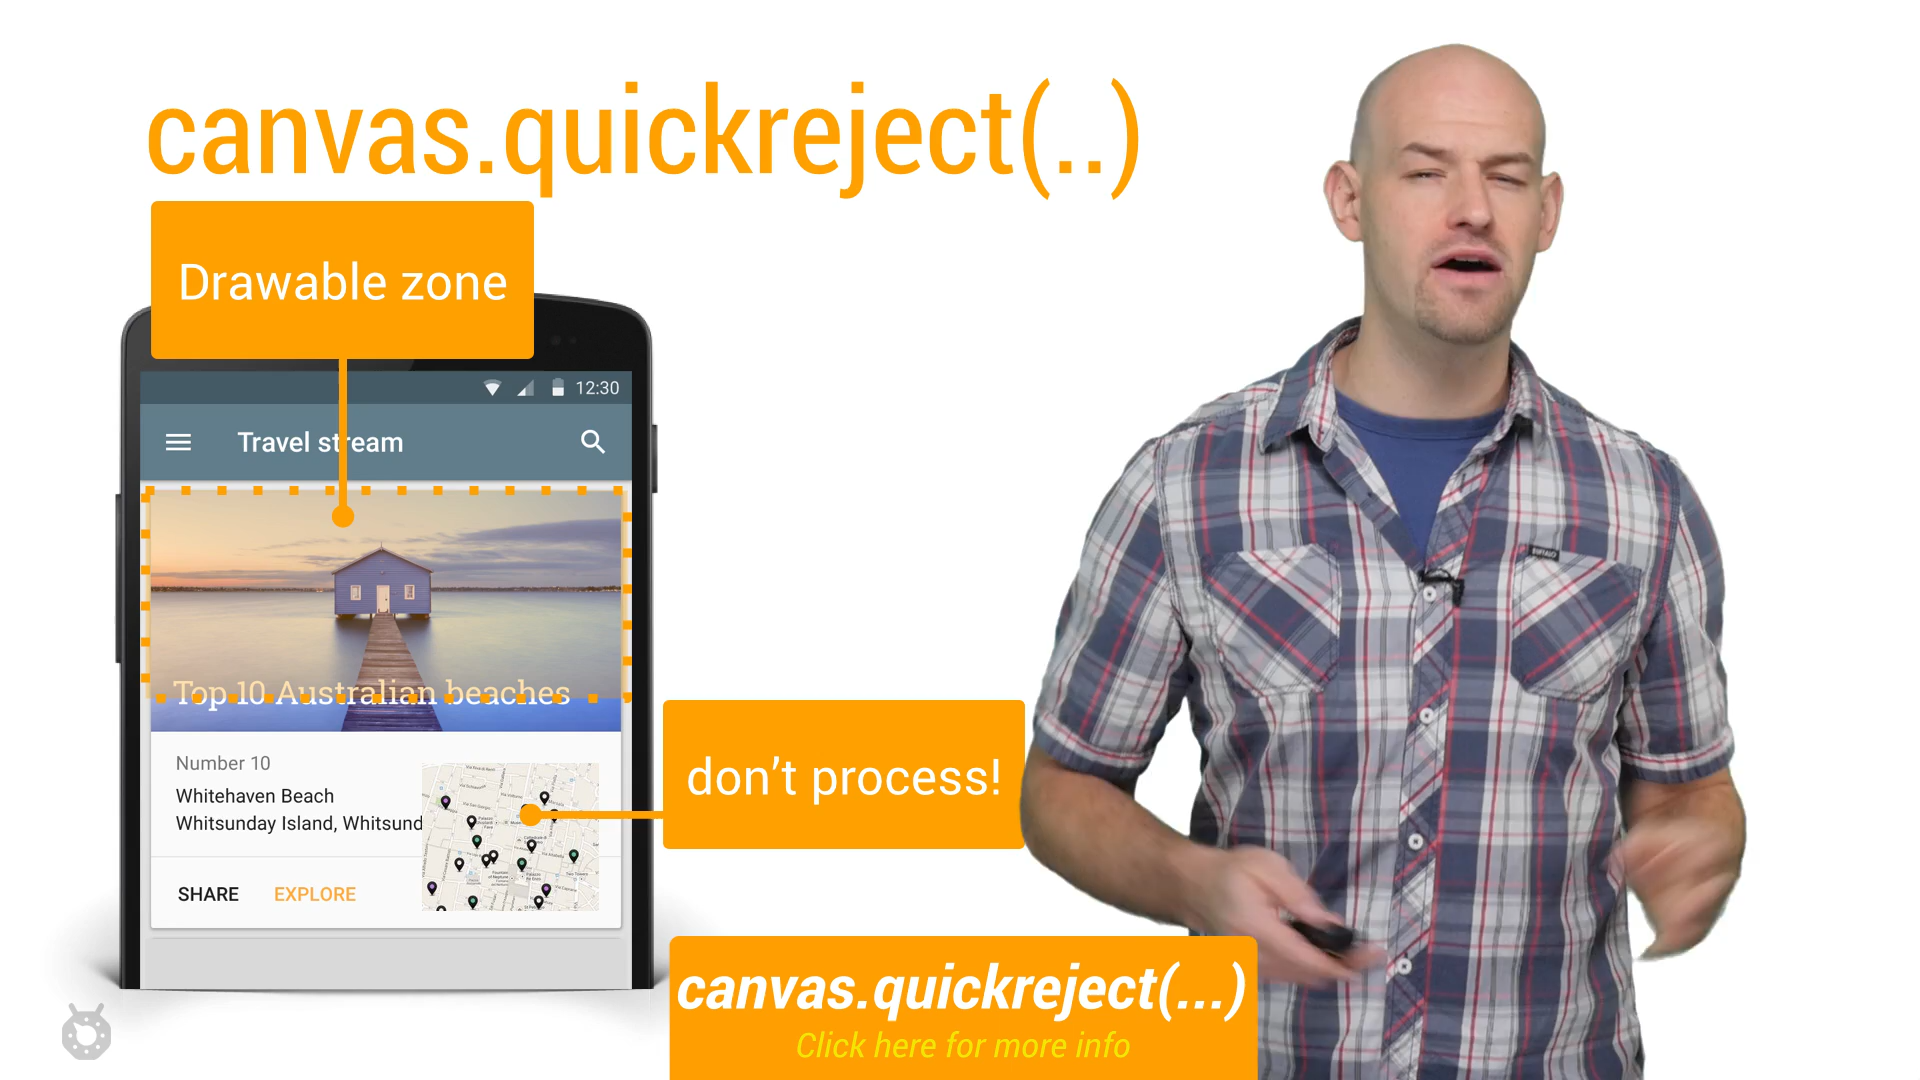 canvas.quickreject(..)
Drawable zone
12:30
Travel stream
Top 10 Australian beaches
Number 10
Whitehaven Beach
Whitsunday Island, Whitsund
SHARE EXPLORE
don't process!
canvas.quickreject(...)
Click here for more info